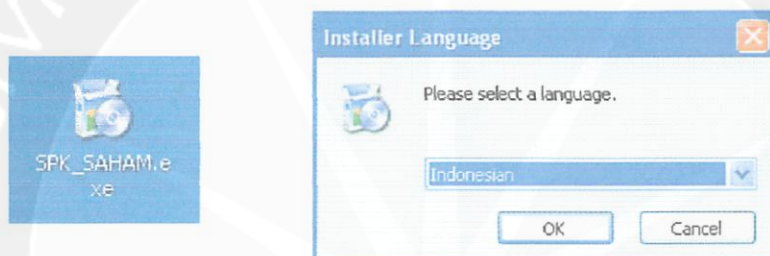 SPK_SAHAM.e
xe
Installer Language
Please select a language.
Indonesian
OK
Cancel